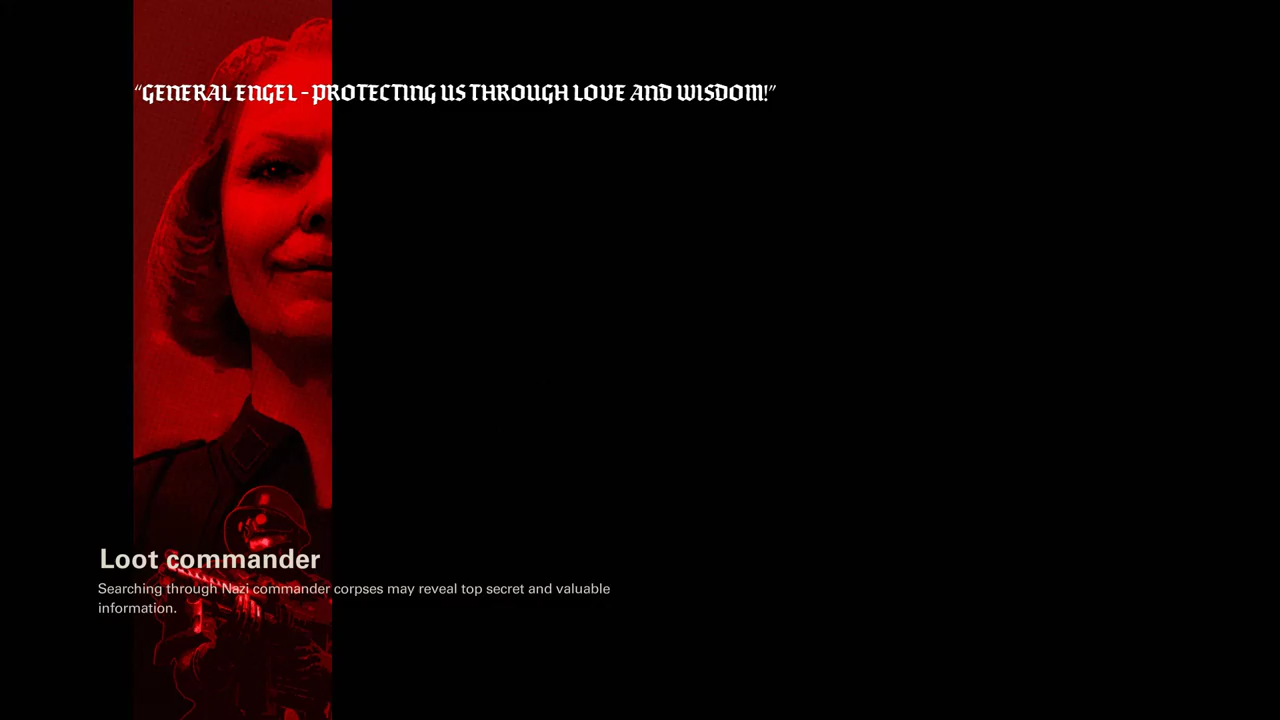 “GENERAL ENGEL - PROTECTING US THROUGH LOVE AND WISDOM!”
Loot commander
Searching through Nazi commander corpses may reveal top secret and valuable
information.